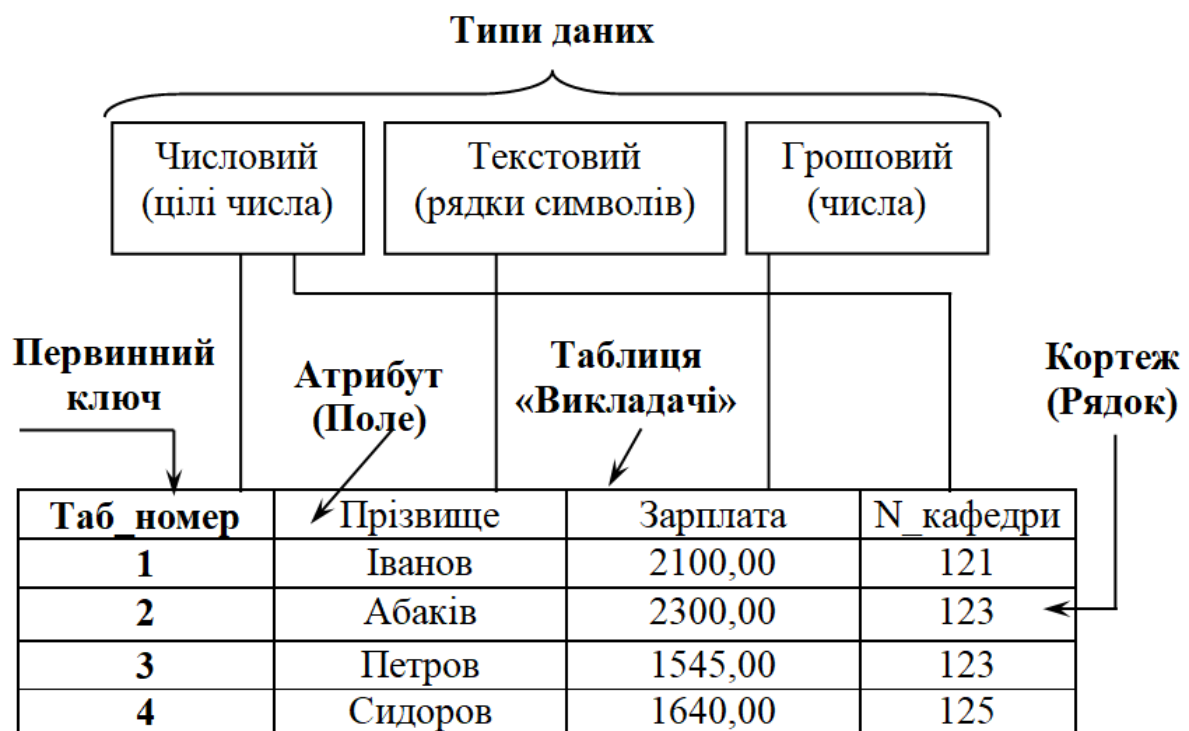 Типи даних
Числовий
(цілі числа)
Текстовий
(рядки символів)
Грошовий
(числа)
Первинний
ключ
Атрибут
(Поле)
Таблиця
«Викладачі»
Кортеж
(Рядок)
Таб_номер Прізвище Зарплата N_кафедри
1 Іванов 2100,00 121
2 Абаків 2300,00 123
3 Петров 1545,00 123
4 Сидоров 1640,00 125